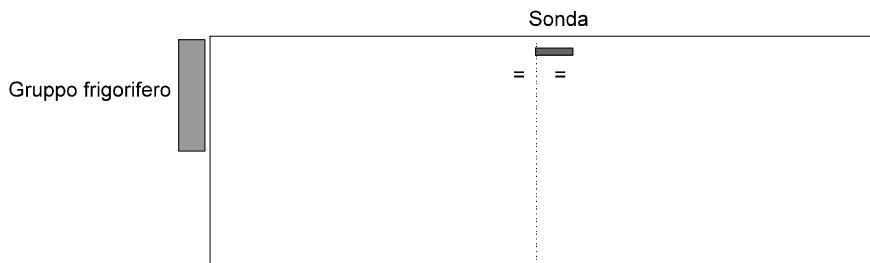 Sonda
= =
Gruppo frigorifero